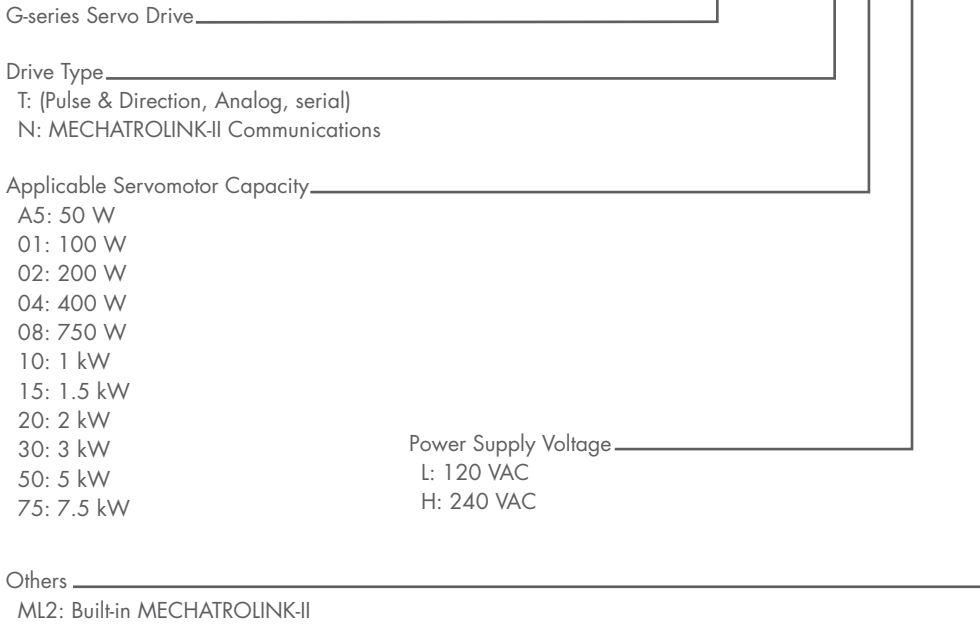 G-series Servo Drive
Drive Type
T: (Pulse & Direction, Analog, serial)
N: MECHATROLINK-II Communications
Applicable Servomotor Capacity
A5: 50 W
01: 100 W
02: 200 W
04: 400 W
08: 750 W
10: 1 kW
15: 1.5 kW
20: 2 kW
30: 3 kW
50: 5 kW
75: 7.5 kW
Power Supply Voltage
L: 120 VAC
H: 240 VAC
Others
ML2: Built-in MECHATROLINK-II